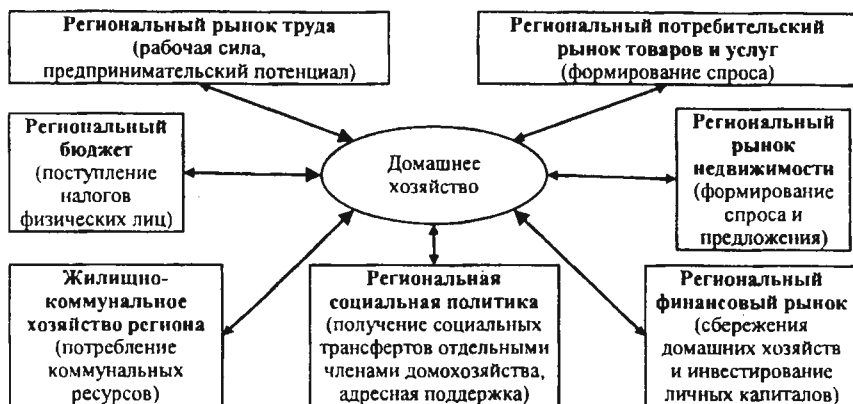 Региональный рынок труда
(рабочая сила,
предпринимательский потенциал)
Региональный потребительский
рынок товаров и услуг
(формирование спроса)
Региональный
бюджет
(поступление
налогов
физических лиц)
Домашнее
хозяйство
Региональный
рынок
недвижимости
(формирование
спроса и
предложения)
Жилищно-
коммунальное
хозяйство региона
(потребление
коммунальных
ресурсов)
Региональная
социальная политика
(получение социальных
трансфертов отдельными
членами домохозяйства,
адресная поддержка)
Региональный
финансовый рынок
(сбережения
домашних хозяйств
и инвестирование
личных капиталов)